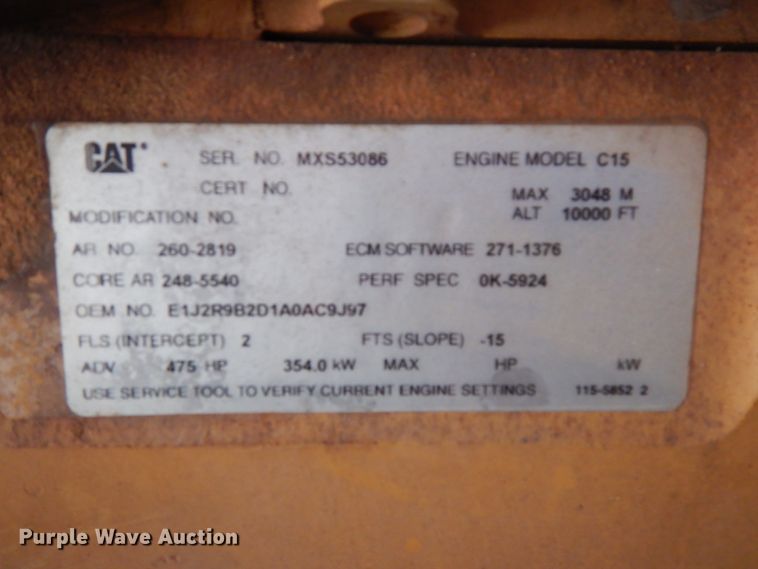 CAT SER. NO. MXS53086 ENGINE MODEL C15
CERT NO.
MAX 3048 M
MODIFICATION NO. ALT 10000 FT
AR NO. 260-2819 ECM SOFTWARE 271-1376
CORE AR 248-5540 PERF SPEC 0K-5924
OEM NO. E1J2R9B2D1A0AC9J97
FLS (INTERCEPT) 2 FTS (SLOPE) -15
ADV 475 HP 354.0 kW MAX HP kW
USE SERVICE TOOL TO VERIFY CURRENT ENGINE SETTINGS 115-5852 2
Purple Wave Auction